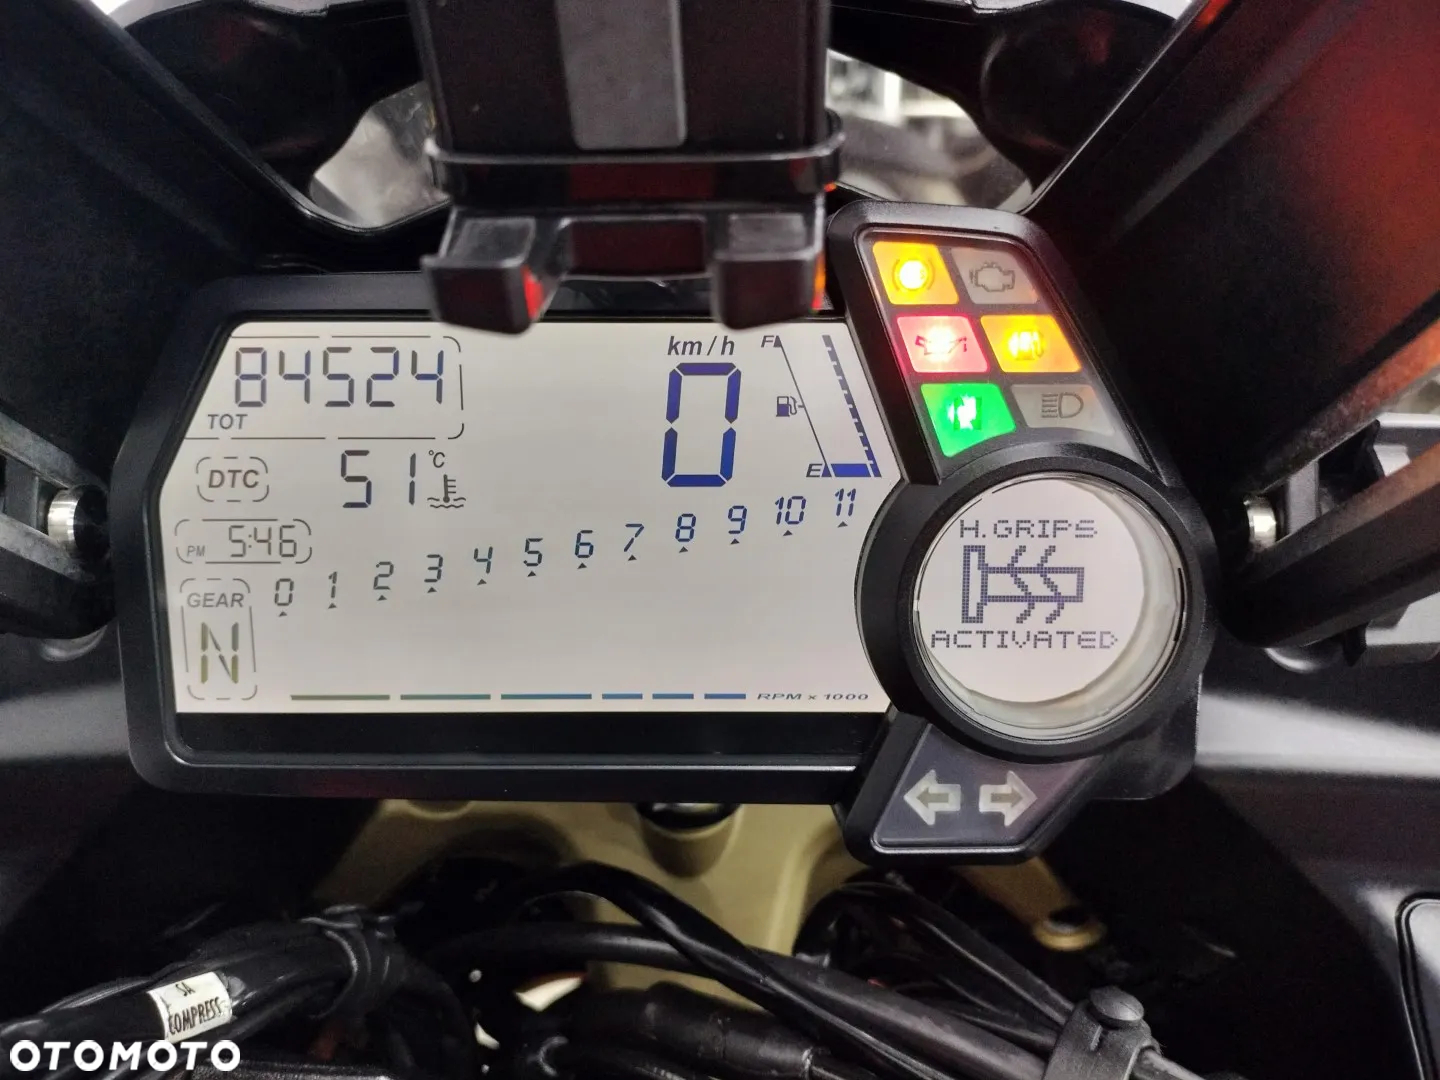 84524
TOT
km/h
0
F
E
DTC
51 °C
PM 5:46
GEAR
N
0 1 2 3 4 5 6 7 8 9 10 11
RPM x 1000
H.GRIPS
ACTIVATED
SA
COMPRESS
OTOMOTO